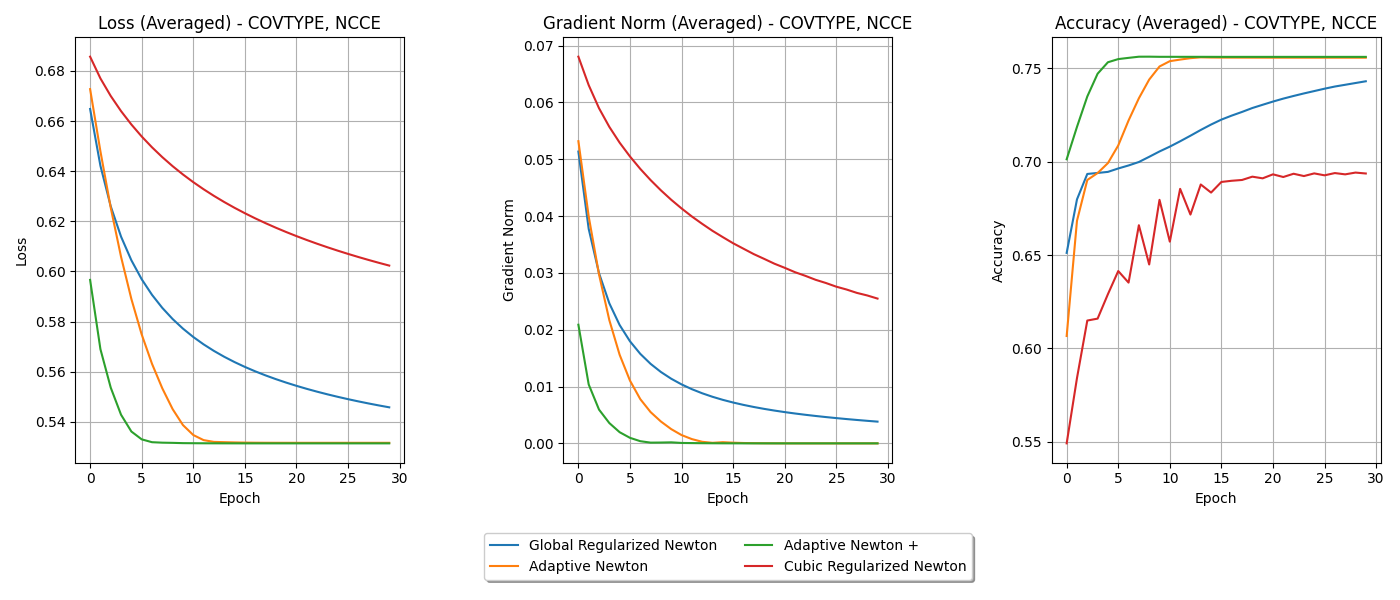 Loss (Averaged) - COVTYPE, NCCE
Gradient Norm (Averaged) - COVTYPE, NCCE
Accuracy (Averaged) - COVTYPE, NCCE
Loss
0.68
0.66
0.64
0.62
0.60
0.58
0.56
0.54
0 5 10 15 20 25 30
Epoch
Gradient Norm
0.07
0.06
0.05
0.04
0.03
0.02
0.01
0.00
0 5 10 15 20 25 30
Epoch
Accuracy
0.75
0.70
0.65
0.60
0.55
0 5 10 15 20 25 30
Epoch
Global Regularized Newton
Adaptive Newton
Adaptive Newton +
Cubic Regularized Newton